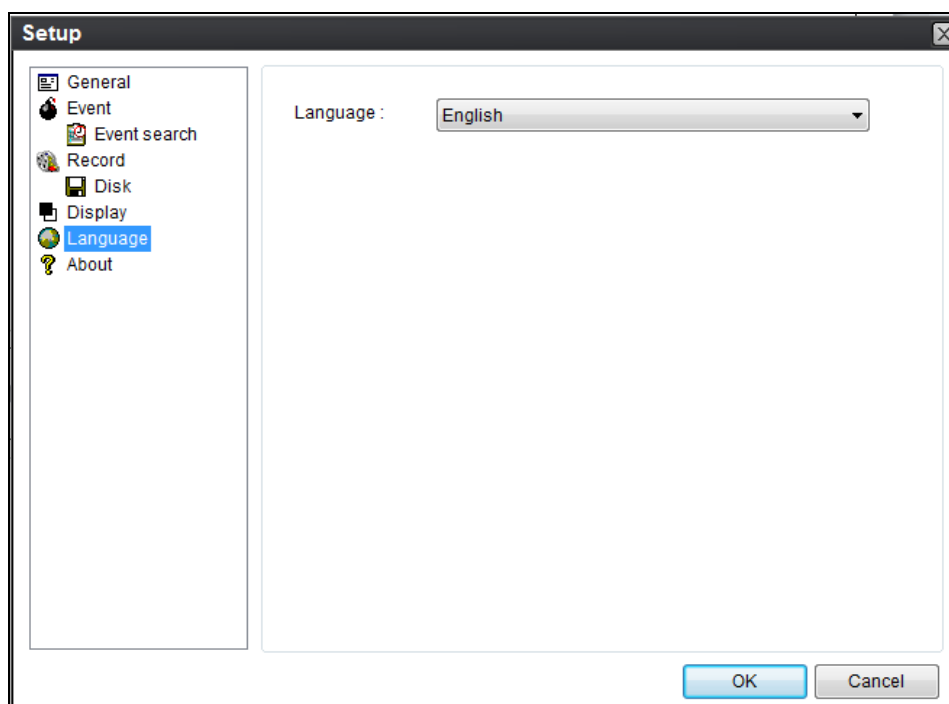 Setup
General
Event
Event search
Record
Disk
Display
Language
About
Language :
English
OK
Cancel